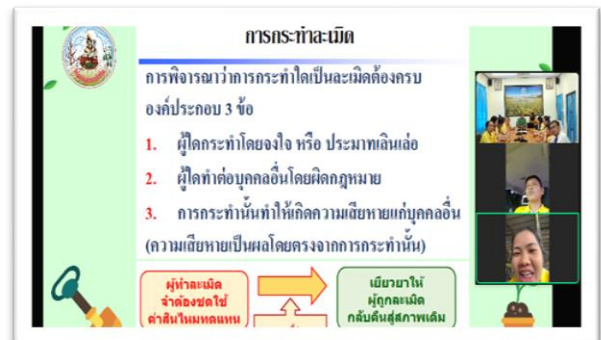 การกระทำละเมิด
การพิจารณาว่าการกระทำใดเป็นละเมิดต้องครบ
องค์ประกอบ 3 ข้อ
1. ผู้ใดกระทำโดยจงใจ หรือ ประมาทเลินเล่อ
2. ผู้ใดทำต่อบุคคลอื่นโดยผิดกฎหมาย
3. การกระทำนั้นทำให้เกิดความเสียหายแก่บุคคลอื่น
(ความเสียหายเป็นผลโดยตรงจากการกระทำนั้น)
ผู้ทำละเมิด
จำต้องชดใช้
ค่าสินไหมทดแทน
เยียวยาให้
ผู้ถูกละเมิด
กลับคืนสู่สภาพเดิม